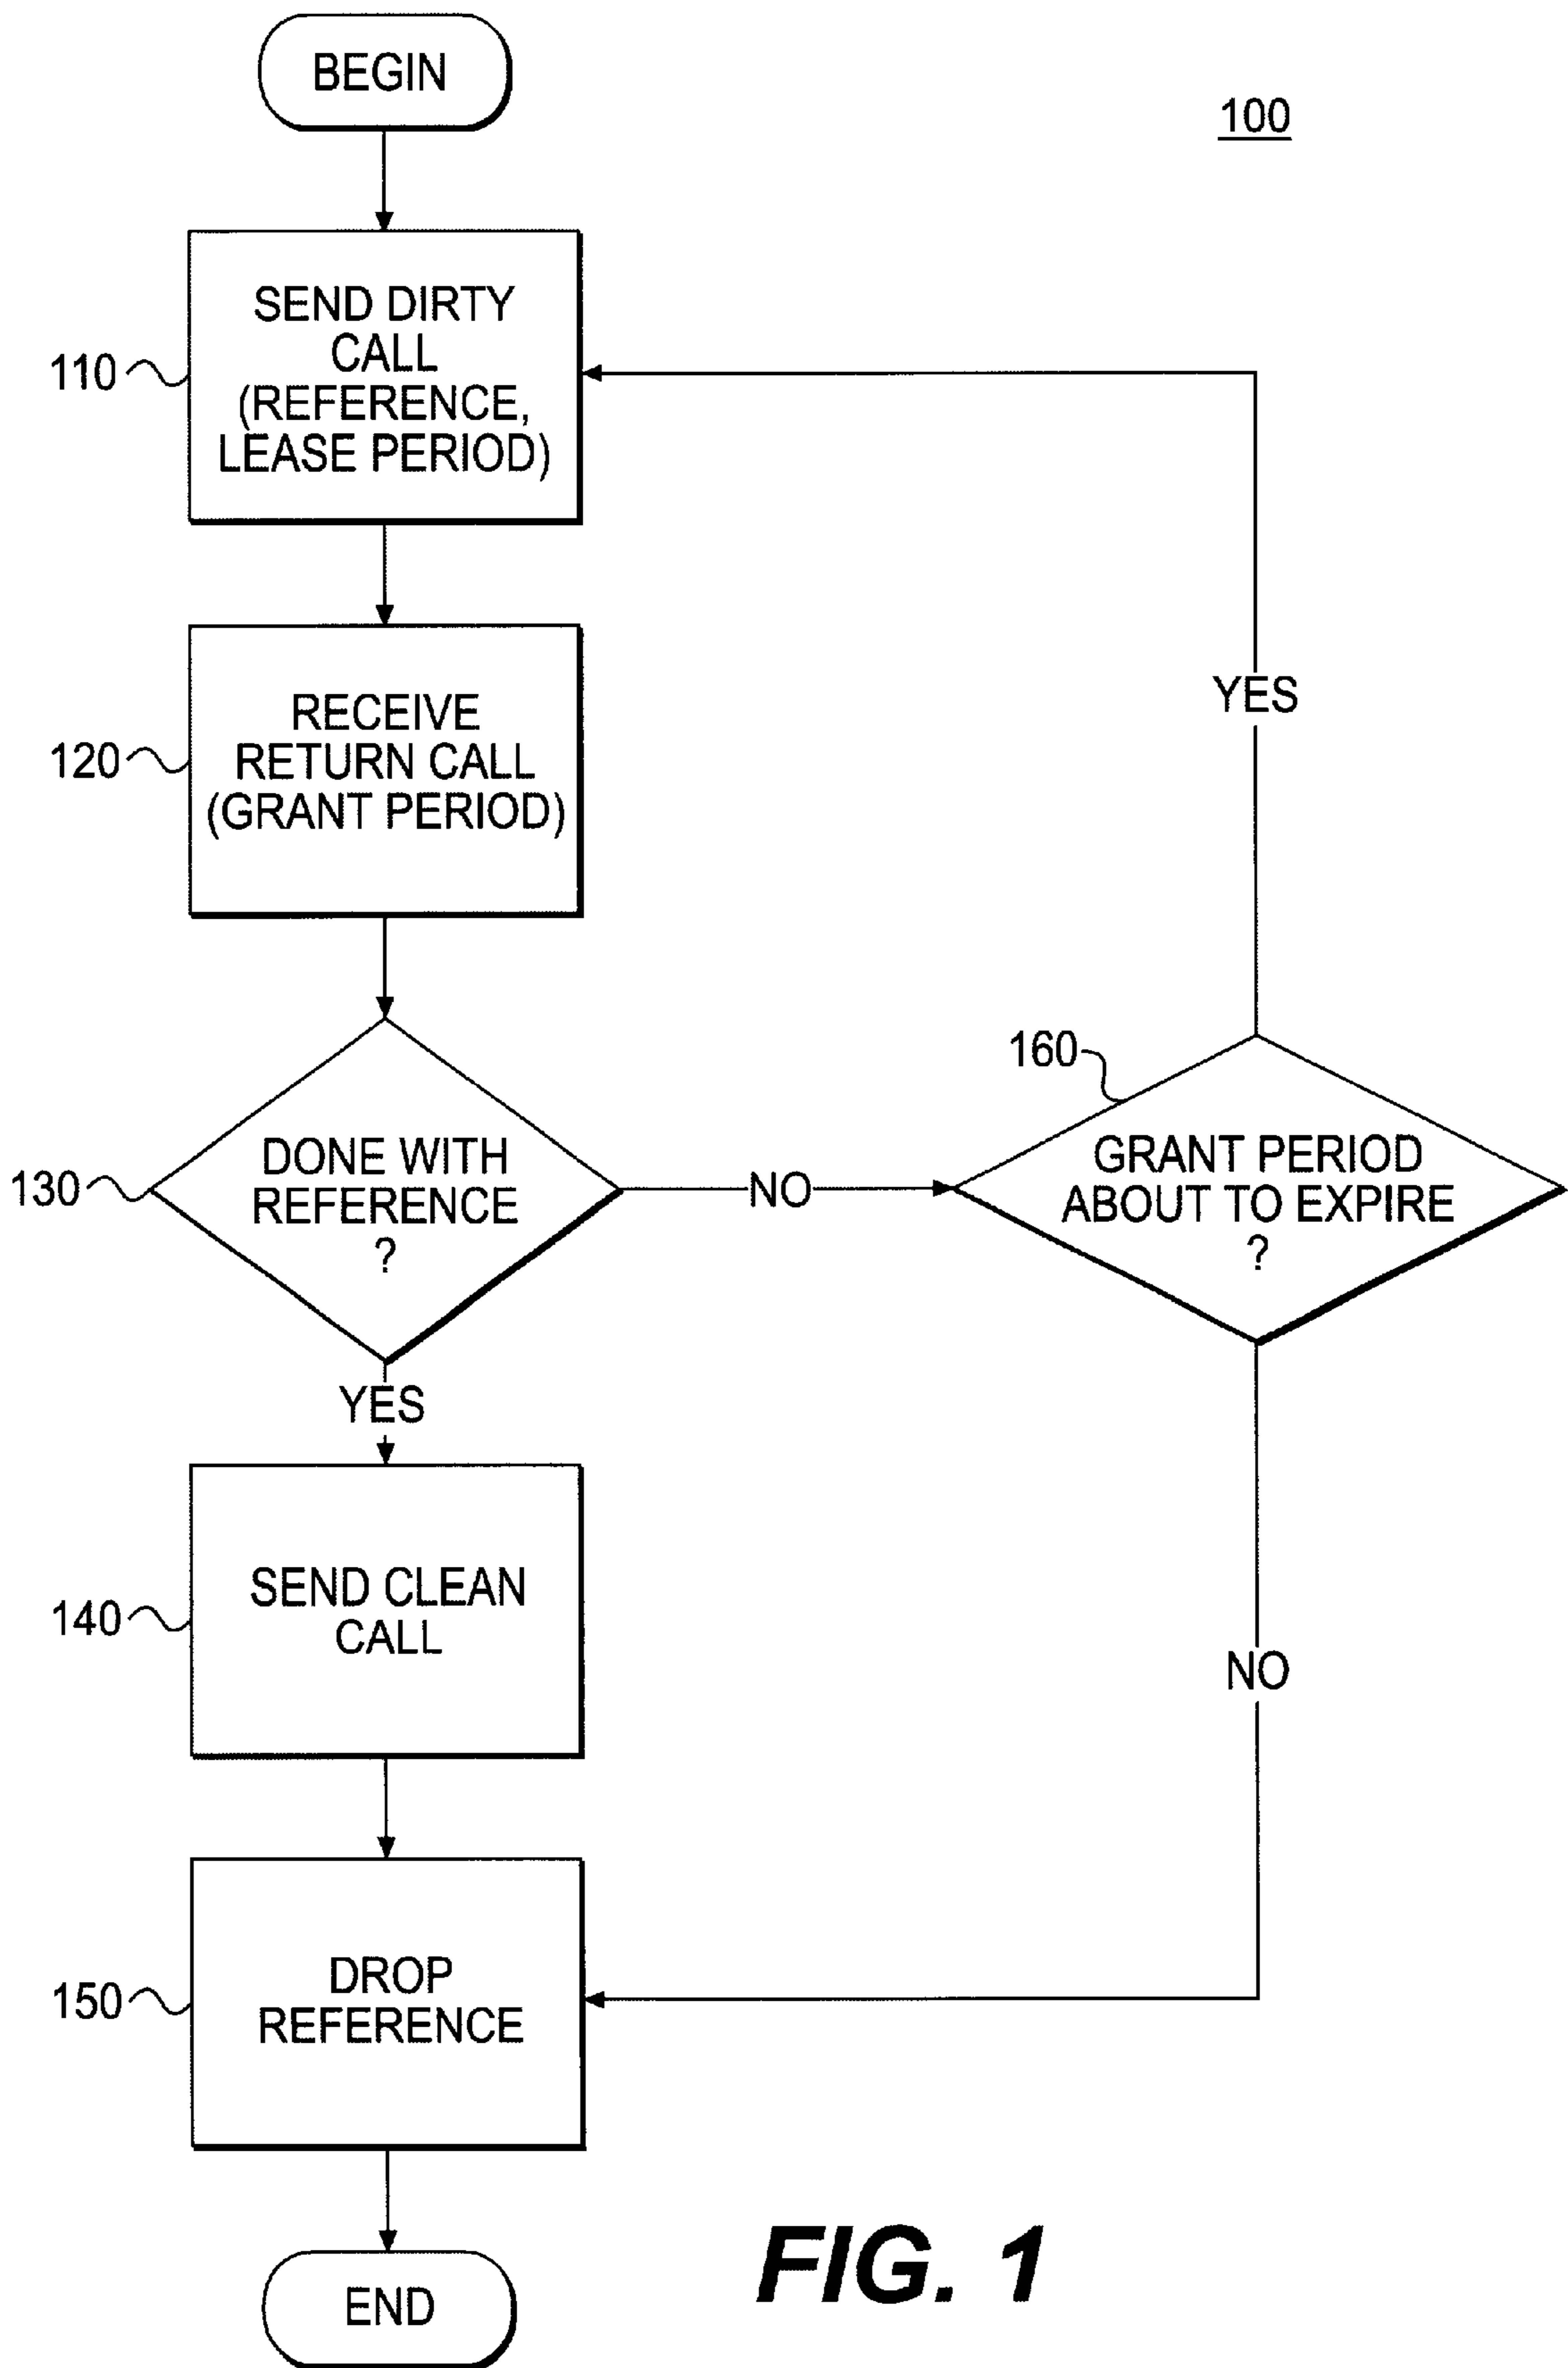 BEGIN
100
SEND DIRTY
CALL
(REFERENCE,
LEASE PERIOD)
110
RECEIVE
RETURN CALL
(GRANT PERIOD)
120
YES
160
DONE WITH
REFERENCE
?
130
NO
GRANT PERIOD
ABOUT TO EXPIRE
?
YES
SEND CLEAN
CALL
140
NO
DROP
REFERENCE
150
END
FIG. 1